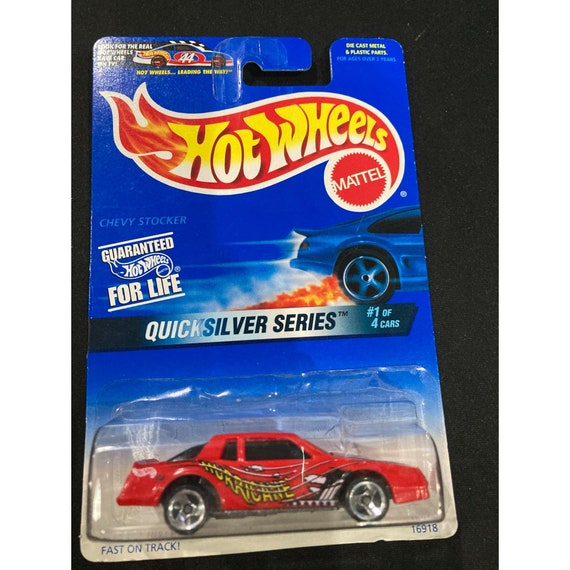 LOOK FOR THE REAL
HOT WHEELS
RACE CAR
ON TV!
44
HOT WHEELS... LEADING THE WAY!™
DIE CAST METAL
& PLASTIC PARTS.
FOR AGES OVER 3 YEARS.
HOT WHEELS
®
MATTEL
CHEVY STOCKER
GUARANTEED
HOT WHEELS®
FOR LIFE
QUICKSILVER SERIES™
#1 OF
4 CARS
HURRICANE
16918
FAST ON TRACK!